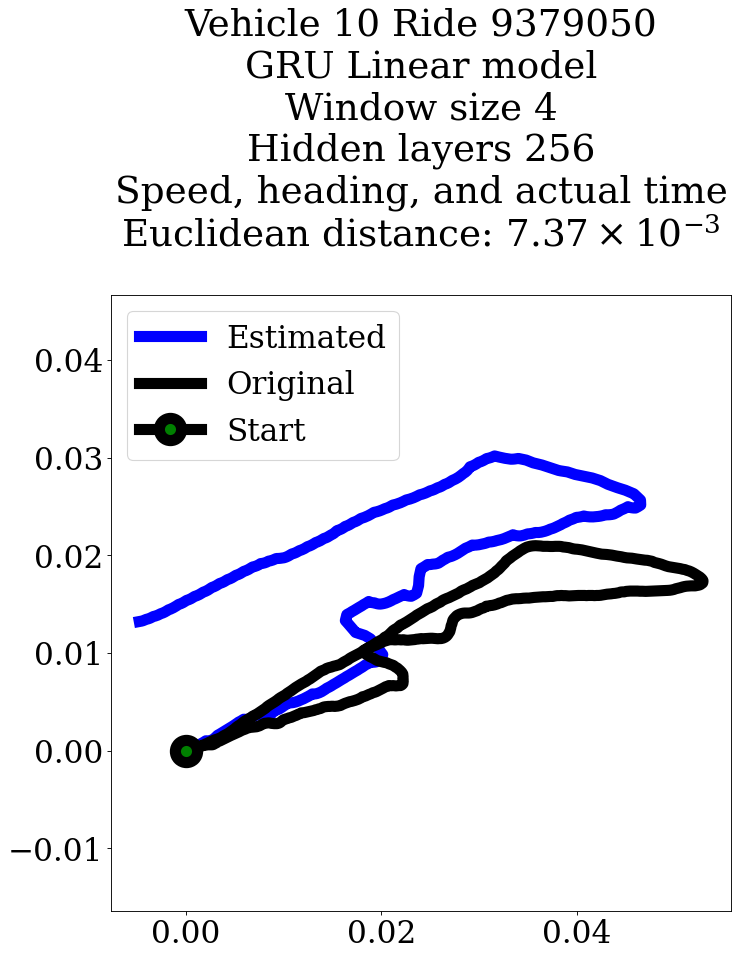 Vehicle 10 Ride 9379050
GRU Linear model
Window size 4
Hidden layers 256
Speed, heading, and actual time
Euclidean distance: 7.37 × 10⁻³
Estimated
Original
Start
0.04
0.03
0.02
0.01
0.00
−0.01
0.00 0.02 0.04